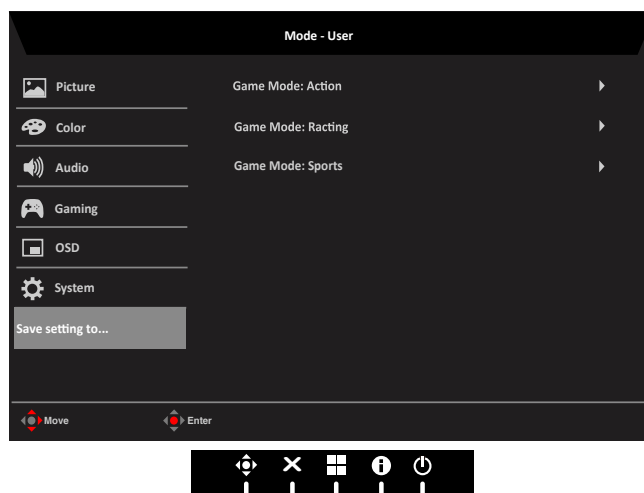 Mode - User
Picture
Game Mode: Action
Color
Game Mode: Racting
Audio
Game Mode: Sports
Gaming
OSD
System
Save setting to...
Move
Enter